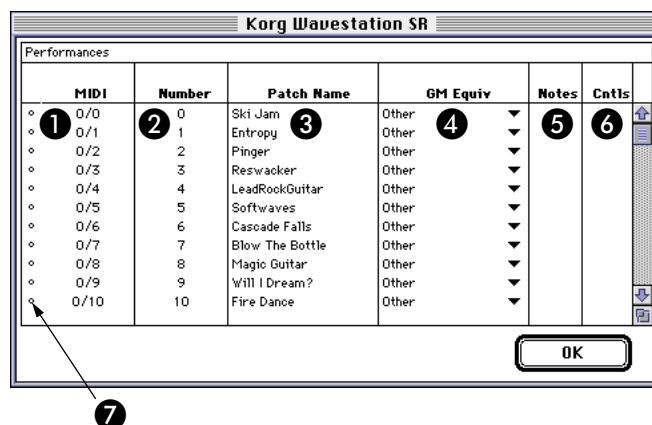 Korg Wavestation SR
Performances
MIDI Number Patch Name GM Equiv Notes Cntls
1 0/0 2 0 Ski Jam 3 Other 4 5 6
0/1 1 Entropy Other
0/2 2 Pinger Other
0/3 3 Reswacker Other
0/4 4 LeadRockGuitar Other
0/5 5 Softwaves Other
0/6 6 Cascade Falls Other
0/7 7 Blow The Bottle Other
0/8 8 Magic Guitar Other
0/9 9 Will I Dream? Other
0/10 10 Fire Dance Other
OK
7